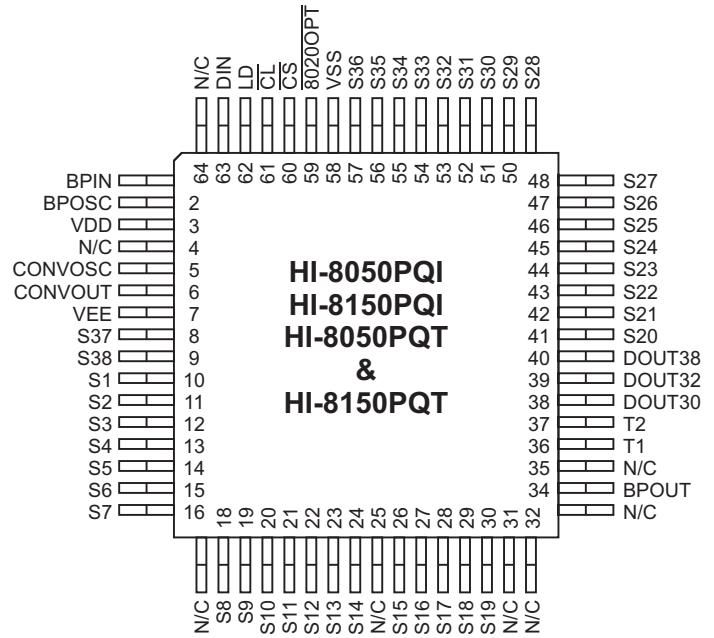 N/C
DIN
LD
CL
CS
8020OPT
VSS
S36
S35
S34
S33
S32
S31
S30
S29
S28
64
63
62
61
60
59
58
57
56
55
54
53
52
51
50
BPIN
BPOSC 2
VDD 3
N/C 4
CONVOSC 5
CONVOUT 6
VEE 7
S37 8
S38 9
S1 10
S2 11
S3 12
S4 13
S5 14
S6 15
S7 16
HI-8050PQI
HI-8150PQI
HI-8050PQT
&
HI-8150PQT
48 S27
47 S26
46 S25
45 S24
44 S23
43 S22
42 S21
41 S20
40 DOUT38
39 DOUT32
38 DOUT30
37 T2
36 T1
35 N/C
34 BPOUT
N/C
18
19
20
21
22
23
24
25
26
27
28
29
30
31
32
N/C
S8
S9
S10
S11
S12
S13
S14
N/C
S15
S16
S17
S18
S19
N/C
N/C